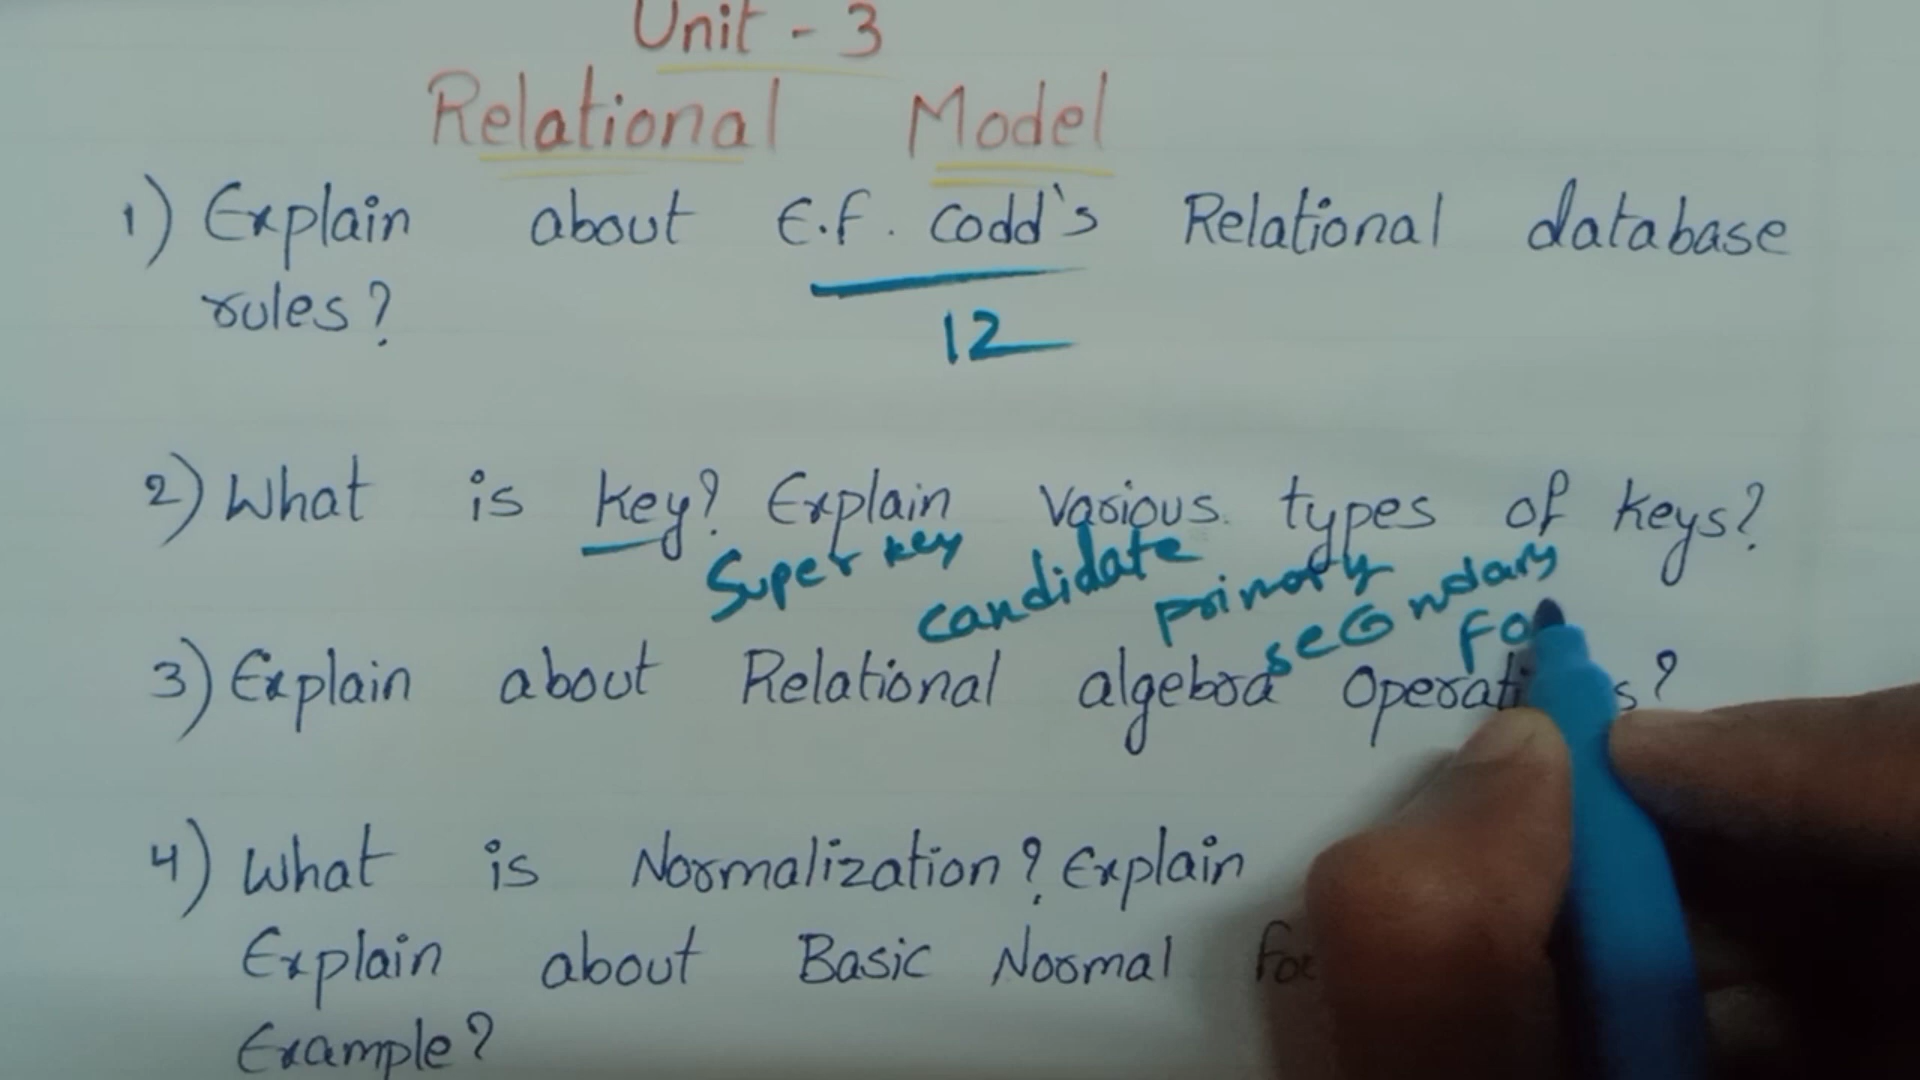 Unit - 3
Relational Model
1) Explain about E.F. Codd's Relational database
rules?
12
2) What is key? Explain various types of keys?
Super key candidate primary secondary
Fo
3) Explain about Relational algebra
4) What is Normalization? Explain
Explain about Basic Normal
Example?